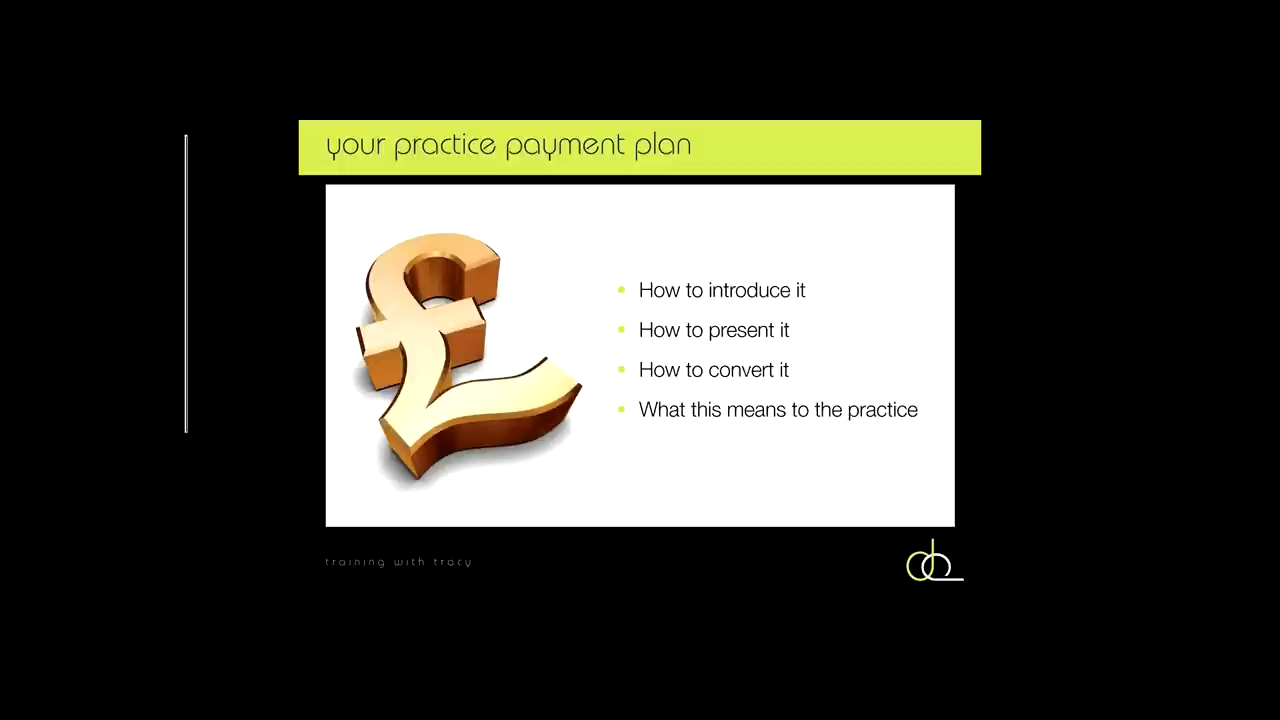 your practice payment plan
How to introduce it
How to present it
How to convert it
What this means to the practice
training with tracy